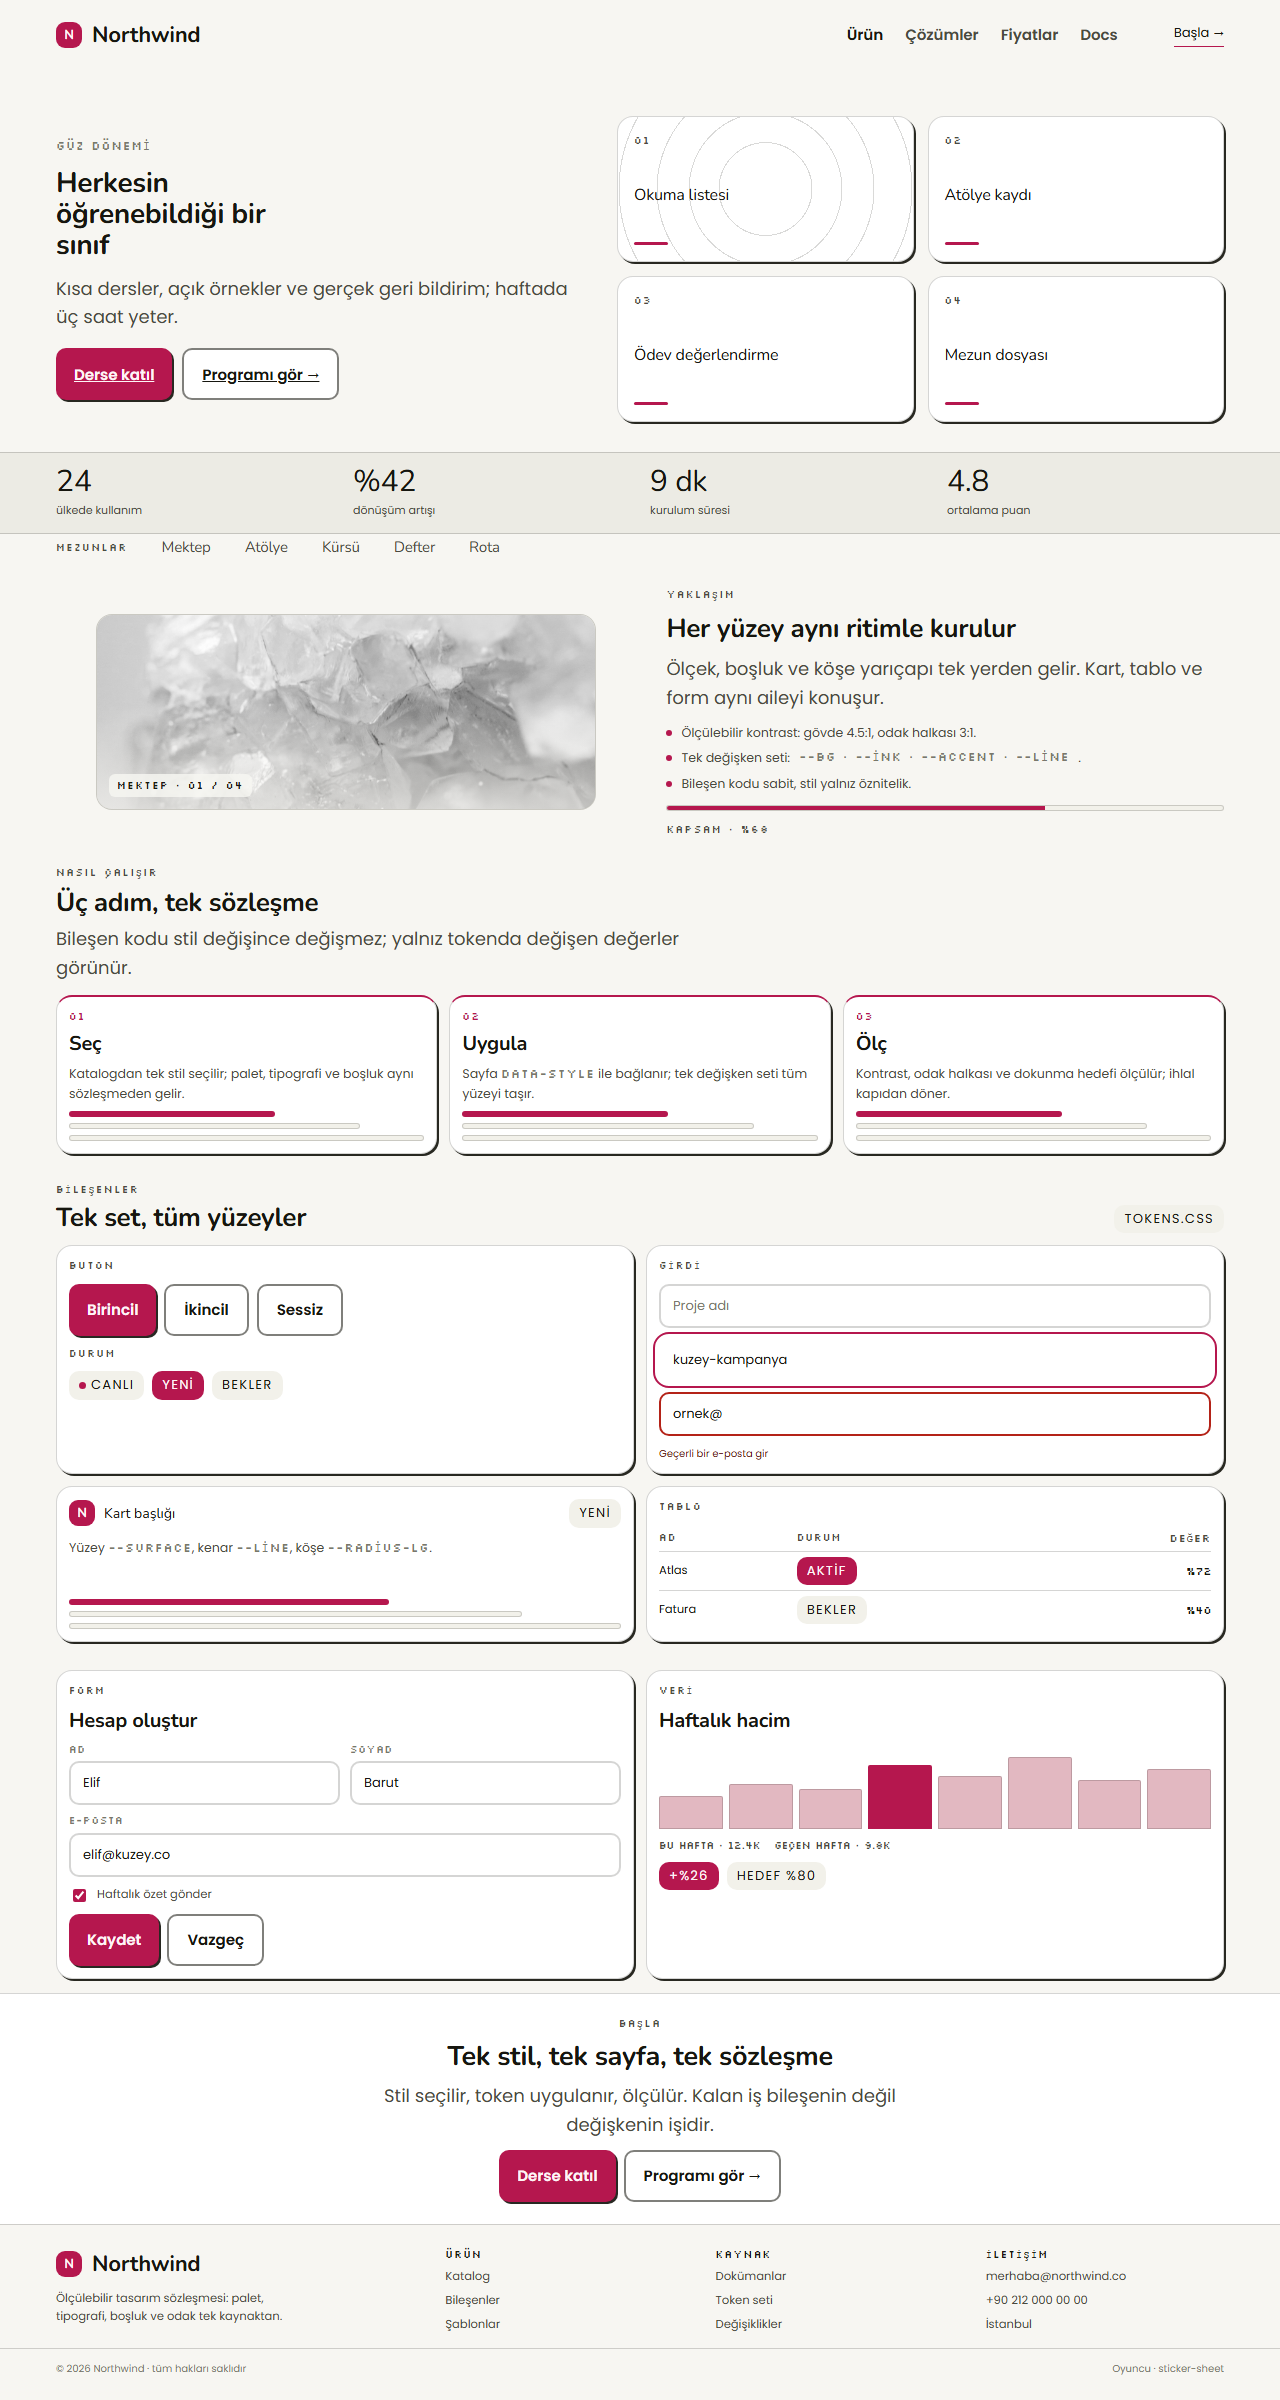 N Northwind
Ürün Çözümler Fiyatlar Docs Başla →
GÜZ DÖNEMİ
Herkesin
öğrenebildiği bir
sınıf
Kısa dersler, açık örnekler ve gerçek geri bildirim; haftada
üç saat yeter.
Derse katıl Programı gör →
01
Okuma listesi
02
Atölye kaydı
03
Ödev değerlendirme
04
Mezun dosyası
24
ülkede kullanım
%42
dönüşüm artışı
9 dk
kurulum süresi
4.8
ortalama puan
MEZUNLAR Mektep Atölye Kürsü Defter Rota
MEKTEP · 01 / 04
YAKLAŞIM
Her yüzey aynı ritimle kurulur
Ölçek, boşluk ve köşe yarıçapı tek yerden gelir. Kart, tablo ve
form aynı aileyi konuşur.
Ölçülebilir kontrast: gövde 4.5:1, odak halkası 3:1.
Tek değişken seti: --BG · --İNK · --ACCENT · --LİNE .
Bileşen kodu sabit, stil yalnız öznitelik.
KAPSAM · %68
NASIL ÇALIŞIR
Üç adım, tek sözleşme
Bileşen kodu stil değişince değişmez; yalnız tokenda değişen değerler
görünür.
01
Seç
Katalogdan tek stil seçilir; palet, tipografi ve boşluk aynı
sözleşmeden gelir.
02
Uygula
Sayfa DATA-STYLE ile bağlanır; tek değişken seti tüm
yüzeyi taşır.
03
Ölç
Kontrast, odak halkası ve dokunma hedefi ölçülür; ihlal
kapıdan döner.
BİLEŞENLER
Tek set, tüm yüzeyler
TOKENS.CSS
BUTON
Birincil İkincil Sessiz
DURUM
CANLI YENİ BEKLER
GİRDİ
Proje adı
kuzey-kampanya
ornek@
Geçerli bir e-posta gir
N Kart başlığı YENİ
Yüzey --SURFACE, kenar --LİNE, köşe --RADİUS-LG.
TABLO
AD DURUM DEĞER
Atlas AKTİF %72
Fatura BEKLER %40
FORM
Hesap oluştur
AD SOYAD
Elif Barut
E-POSTA
elif@kuzey.co
Haftalık özet gönder
Kaydet Vazgeç
VERİ
Haftalık hacim
BU HAFTA · 12.4K GEÇEN HAFTA · 9.8K
+%26 HEDEF %80
BAŞLA
Tek stil, tek sayfa, tek sözleşme
Stil seçilir, token uygulanır, ölçülür. Kalan iş bileşenin değil
değişkenin işidir.
Derse katıl Programı gör →
N Northwind
Ölçülebilir tasarım sözleşmesi: palet,
tipografi, boşluk ve odak tek kaynaktan.
ÜRÜN
Katalog
Bileşenler
Şablonlar
KAYNAK
Dokümanlar
Token seti
Değişiklikler
İLETİŞİM
merhaba@northwind.co
+90 212 000 00 00
İstanbul
© 2026 Northwind · tüm hakları saklıdır
Oyuncu · sticker-sheet